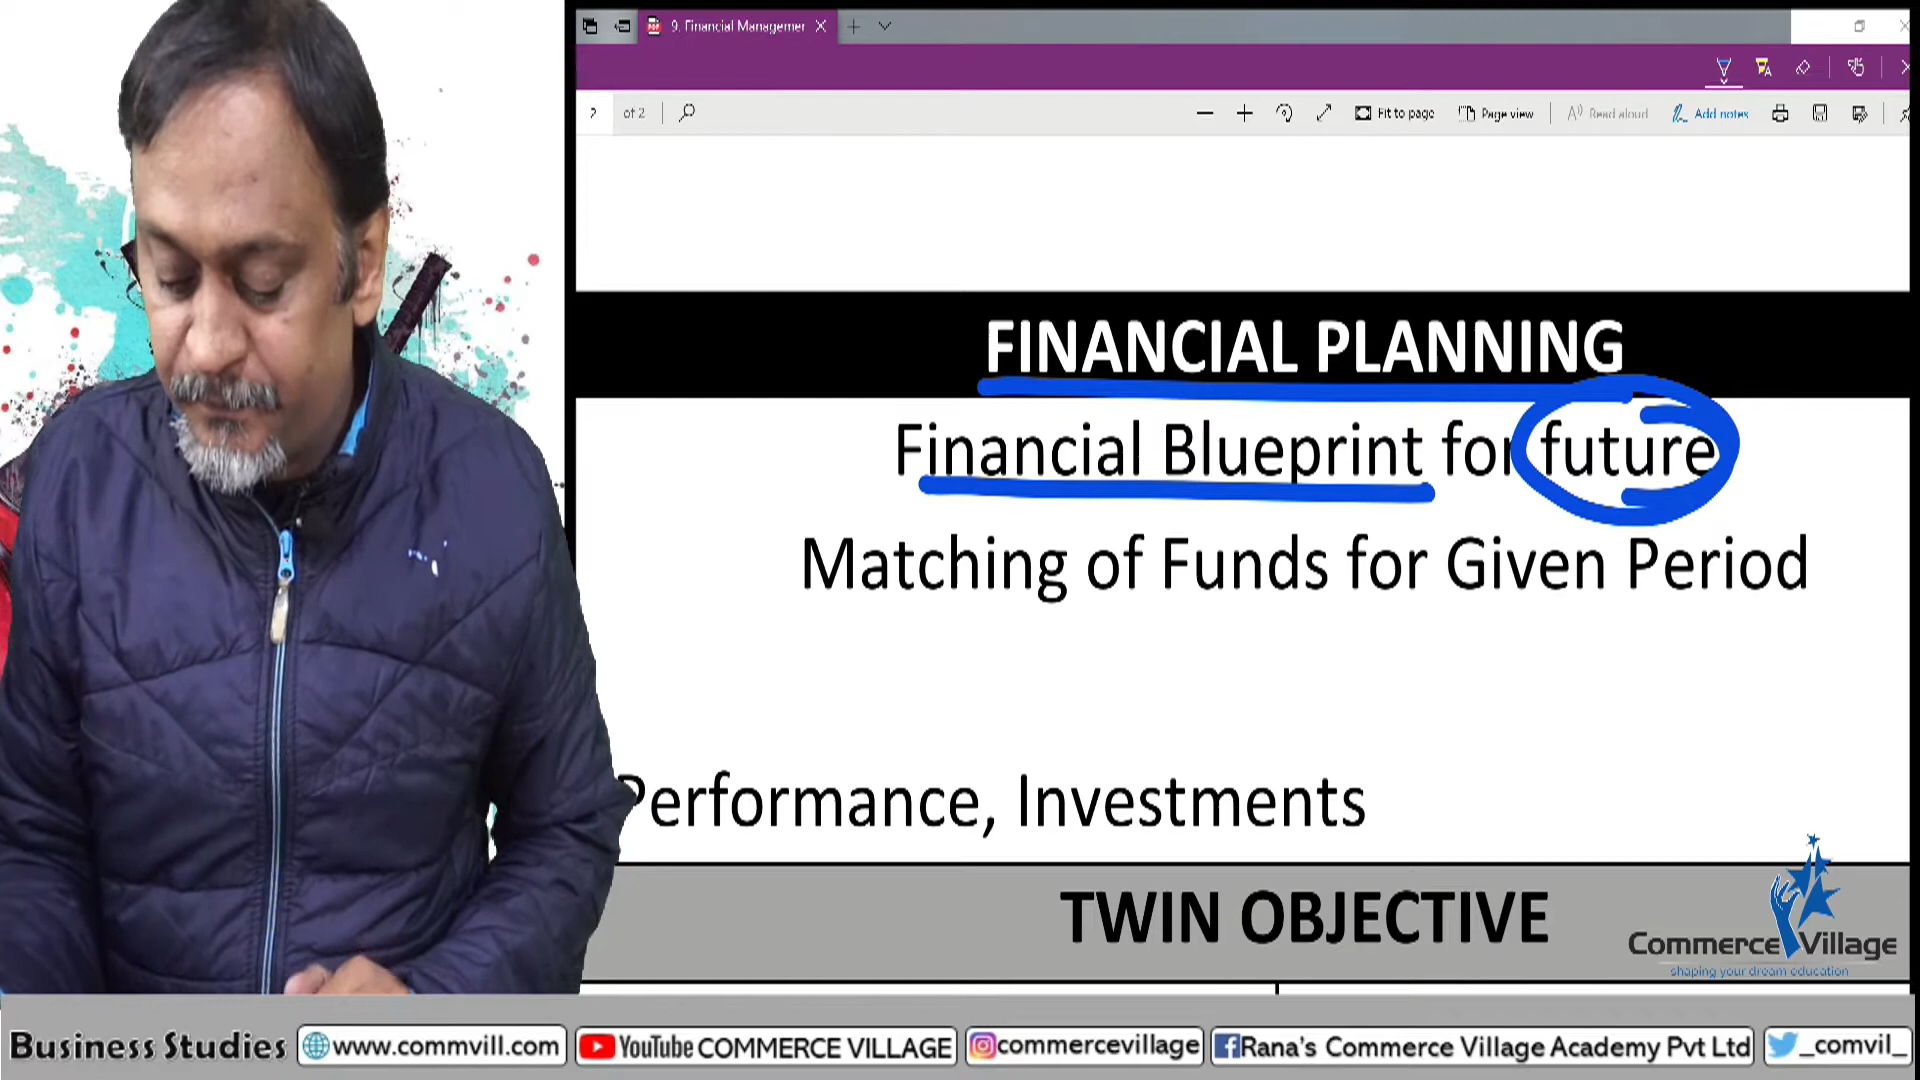 9. Financial Managemer
2 of 2
Fit to page
Page view
Read aloud
Add notes
FINANCIAL PLANNING
Financial Blueprint for future
Matching of Funds for Given Period
Performance, Investments
TWIN OBJECTIVE
Commerce Village
shaping your dream education
Business Studies
www.commvill.com
YouTube COMMERCE VILLAGE
commercevillage
Rana's Commerce Village Academy Pvt Ltd
_comvil_